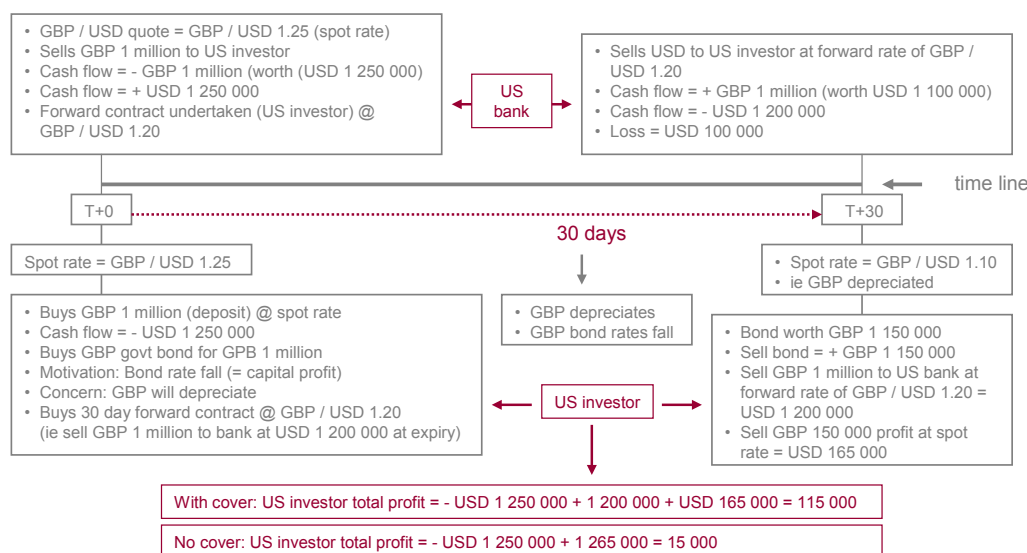 • GBP / USD quote = GBP / USD 1.25 (spot rate)
• Sells GBP 1 million to US investor
• Cash flow = - GBP 1 million (worth (USD 1 250 000)
• Cash flow = + USD 1 250 000
• Forward contract undertaken (US investor) @
GBP / USD 1.20
US
bank
• Sells USD to US investor at forward rate of GBP /
USD 1.20
• Cash flow = + GBP 1 million (worth USD 1 100 000)
• Cash flow = - USD 1 200 000
• Loss = USD 100 000
time line
T+0
T+30
30 days
Spot rate = GBP / USD 1.25
• Spot rate = GBP / USD 1.10
• ie GBP depreciated
• Buys GBP 1 million (deposit) @ spot rate
• Cash flow = - USD 1 250 000
• Buys GBP govt bond for GPB 1 million
• Motivation: Bond rate fall (= capital profit)
• Concern: GBP will depreciate
• Buys 30 day forward contract @ GBP / USD 1.20
(ie sell GBP 1 million to bank at USD 1 200 000 at expiry)
• GBP depreciates
• GBP bond rates fall
US investor
• Bond worth GBP 1 150 000
• Sell bond = + GBP 1 150 000
• Sell GBP 1 million to US bank at
forward rate of GBP / USD 1.20 =
USD 1 200 000
• Sell GBP 150 000 profit at spot
rate = USD 165 000
With cover: US investor total profit = - USD 1 250 000 + 1 200 000 + USD 165 000 = 115 000
No cover: US investor total profit = - USD 1 250 000 + 1 265 000 = 15 000